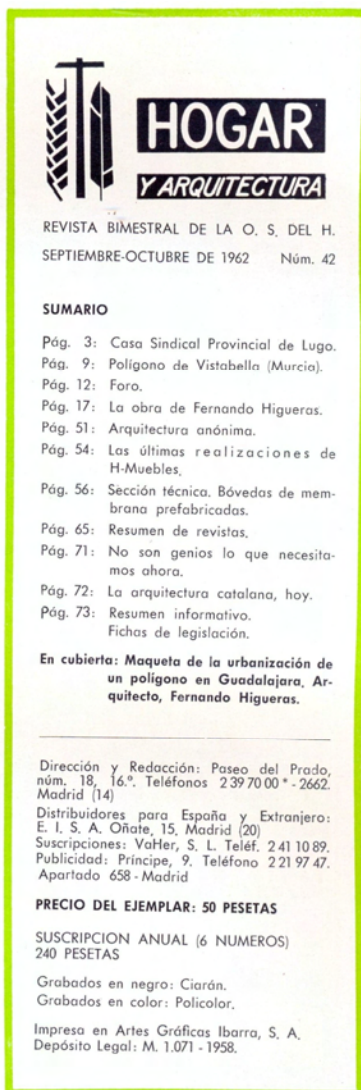 HOGAR
Y ARQUITECTURA
REVISTA BIMESTRAL DE LA O. S. DEL H.
SEPTIEMBRE-OCTUBRE DE 1962 Núm. 42
SUMARIO
Pág. 3: Casa Sindical Provincial de Lugo.
Pág. 9: Polígono de Vistabella (Murcia).
Pág. 12: Foro.
Pág. 17: La obra de Fernando Higueras.
Pág. 51: Arquitectura anónima.
Pág. 54: Las últimas realizaciones de
H-Muebles.
Pág. 56: Sección técnica. Bóvedas de mem-
brana prefabricadas.
Pág. 65: Resumen de revistas.
Pág. 71: No son genios lo que necesita-
mos ahora.
Pág. 72: La arquitectura catalana, hoy.
Pág. 73: Resumen informativo.
Fichas de legislación.
En cubierta: Maqueta de la urbanización de
un polígono en Guadalajara. Ar-
quitecto, Fernando Higueras.
Dirección y Redacción: Paseo del Prado,
núm. 18, 16.º. Teléfonos 2 39 70 00 * - 2662.
Madrid (14)
Distribuidores para España y Extranjero:
E. I. S. A. Oñate, 15, Madrid (20)
Suscripciones: VaHer, S. L. Teléf. 2 41 10 89.
Publicidad: Príncipe, 9. Teléfono 2 21 97 47.
Apartado 658 - Madrid
PRECIO DEL EJEMPLAR: 50 PESETAS
SUSCRIPCION ANUAL (6 NUMEROS)
240 PESETAS
Grabados en negro: Ciarán.
Grabados en color: Policolor.
Impresa en Artes Gráficas Ibarra, S. A.
Depósito Legal: M. 1.071 - 1958.